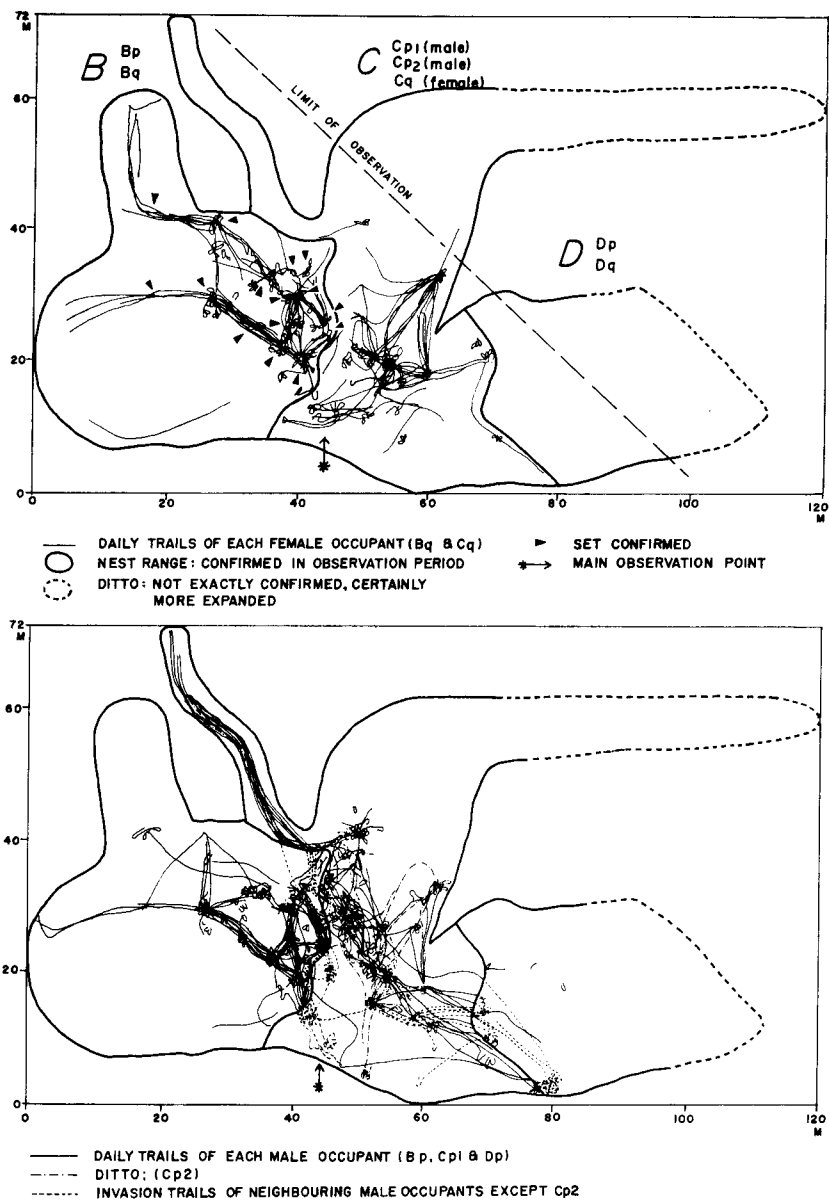 72
M
B Bp
Bq
C Cp1 (male)
Cp2 (male)
Cq (female)
LIMIT OF OBSERVATION
60
40
D Dp
Dq
20
0
0 20 40 60 80 100 120
M
DAILY TRAILS OF EACH FEMALE OCCUPANT (Bq & Cq)
SET CONFIRMED
NEST RANGE: CONFIRMED IN OBSERVATION PERIOD
MAIN OBSERVATION POINT
DITTO: NOT EXACTLY CONFIRMED, CERTAINLY
MORE EXPANDED
72
M
60
40
20
0
0 20 40 60 80 100 120
M
DAILY TRAILS OF EACH MALE OCCUPANT (Bp, Cp1 & Dp)
DITTO; (Cp2)
INVASION TRAILS OF NEIGHBOURING MALE OCCUPANTS EXCEPT Cp2